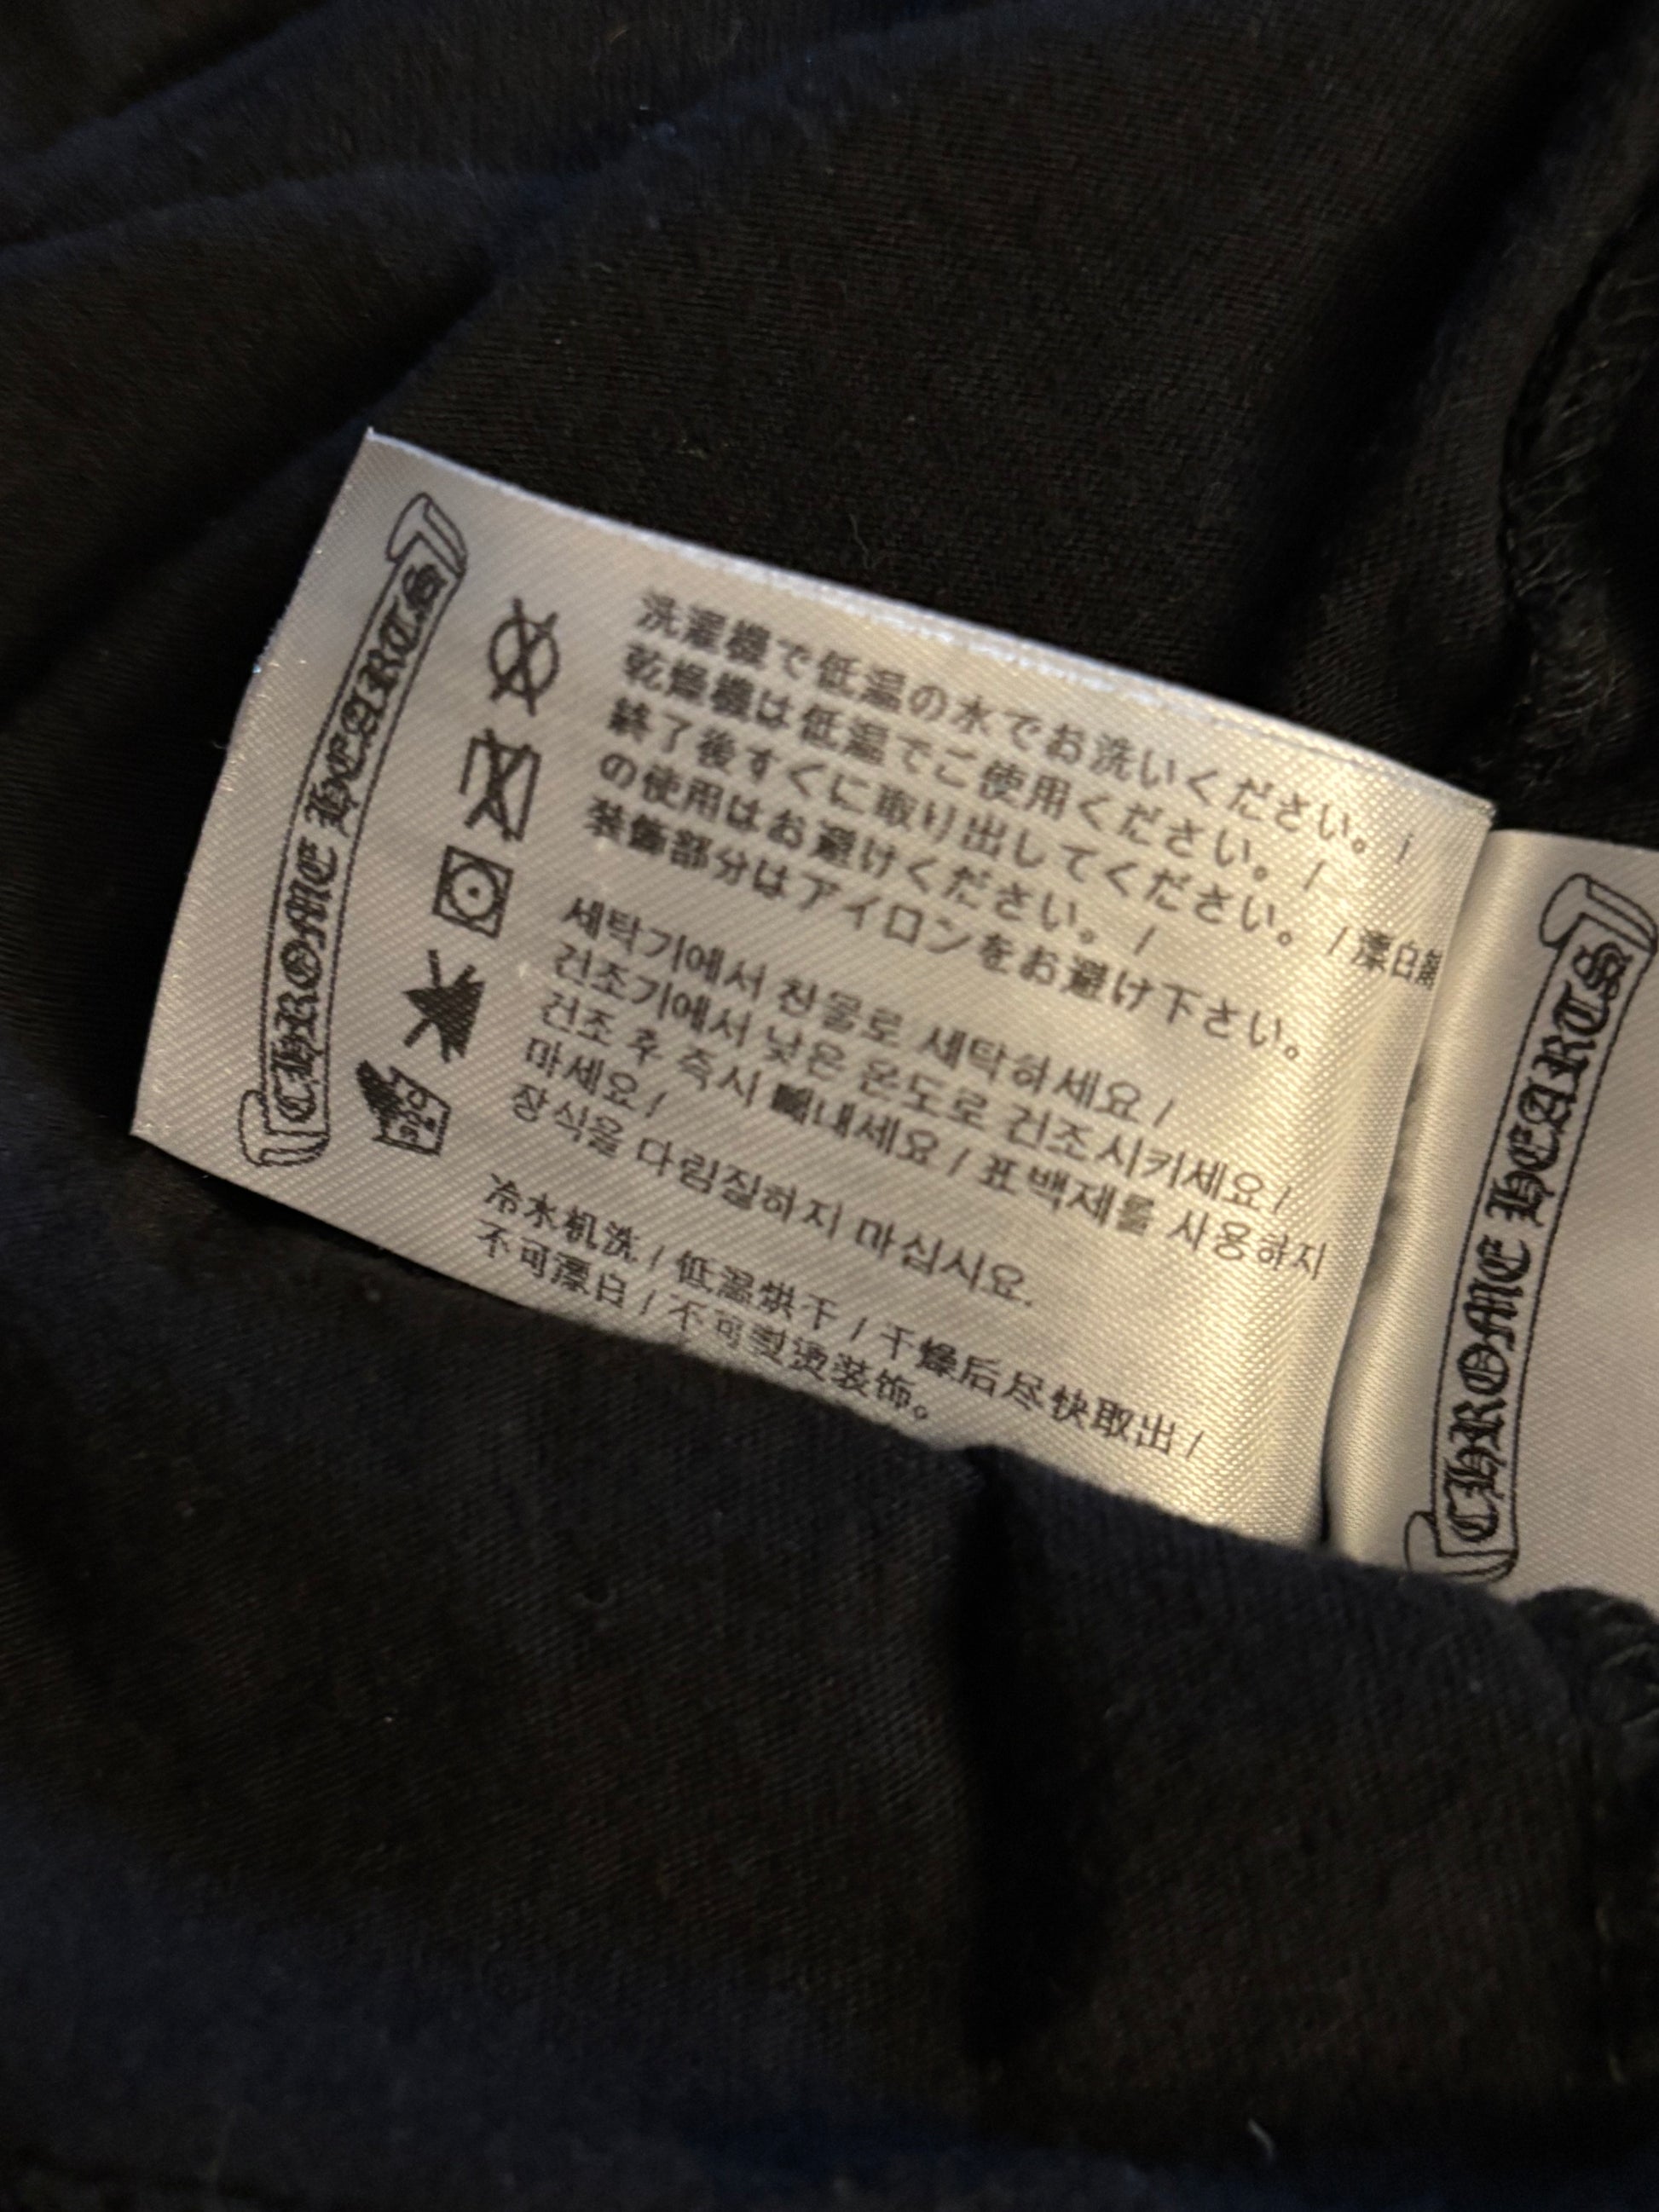 CHROME HEARTS
洗濯機で低温の水でお洗いください。/
乾燥機は低温でご使用ください。/
終了後すぐに取り出してください。/ 漂白剤
の使用はお避けください。/
装飾部分はアイロンをお避け下さい。
세탁기에서 찬물로 세탁하세요 /
건조기에서 낮은 온도로 건조시키세요 /
건조 후 즉시 빼내세요 / 표백제를 사용하지
마세요 /
장식을 다림질하지 마십시요.
冷水机洗 / 低温烘干 / 干燥后尽快取出 /
不可漂白 / 不可熨烫装饰。
CHROME HEARTS